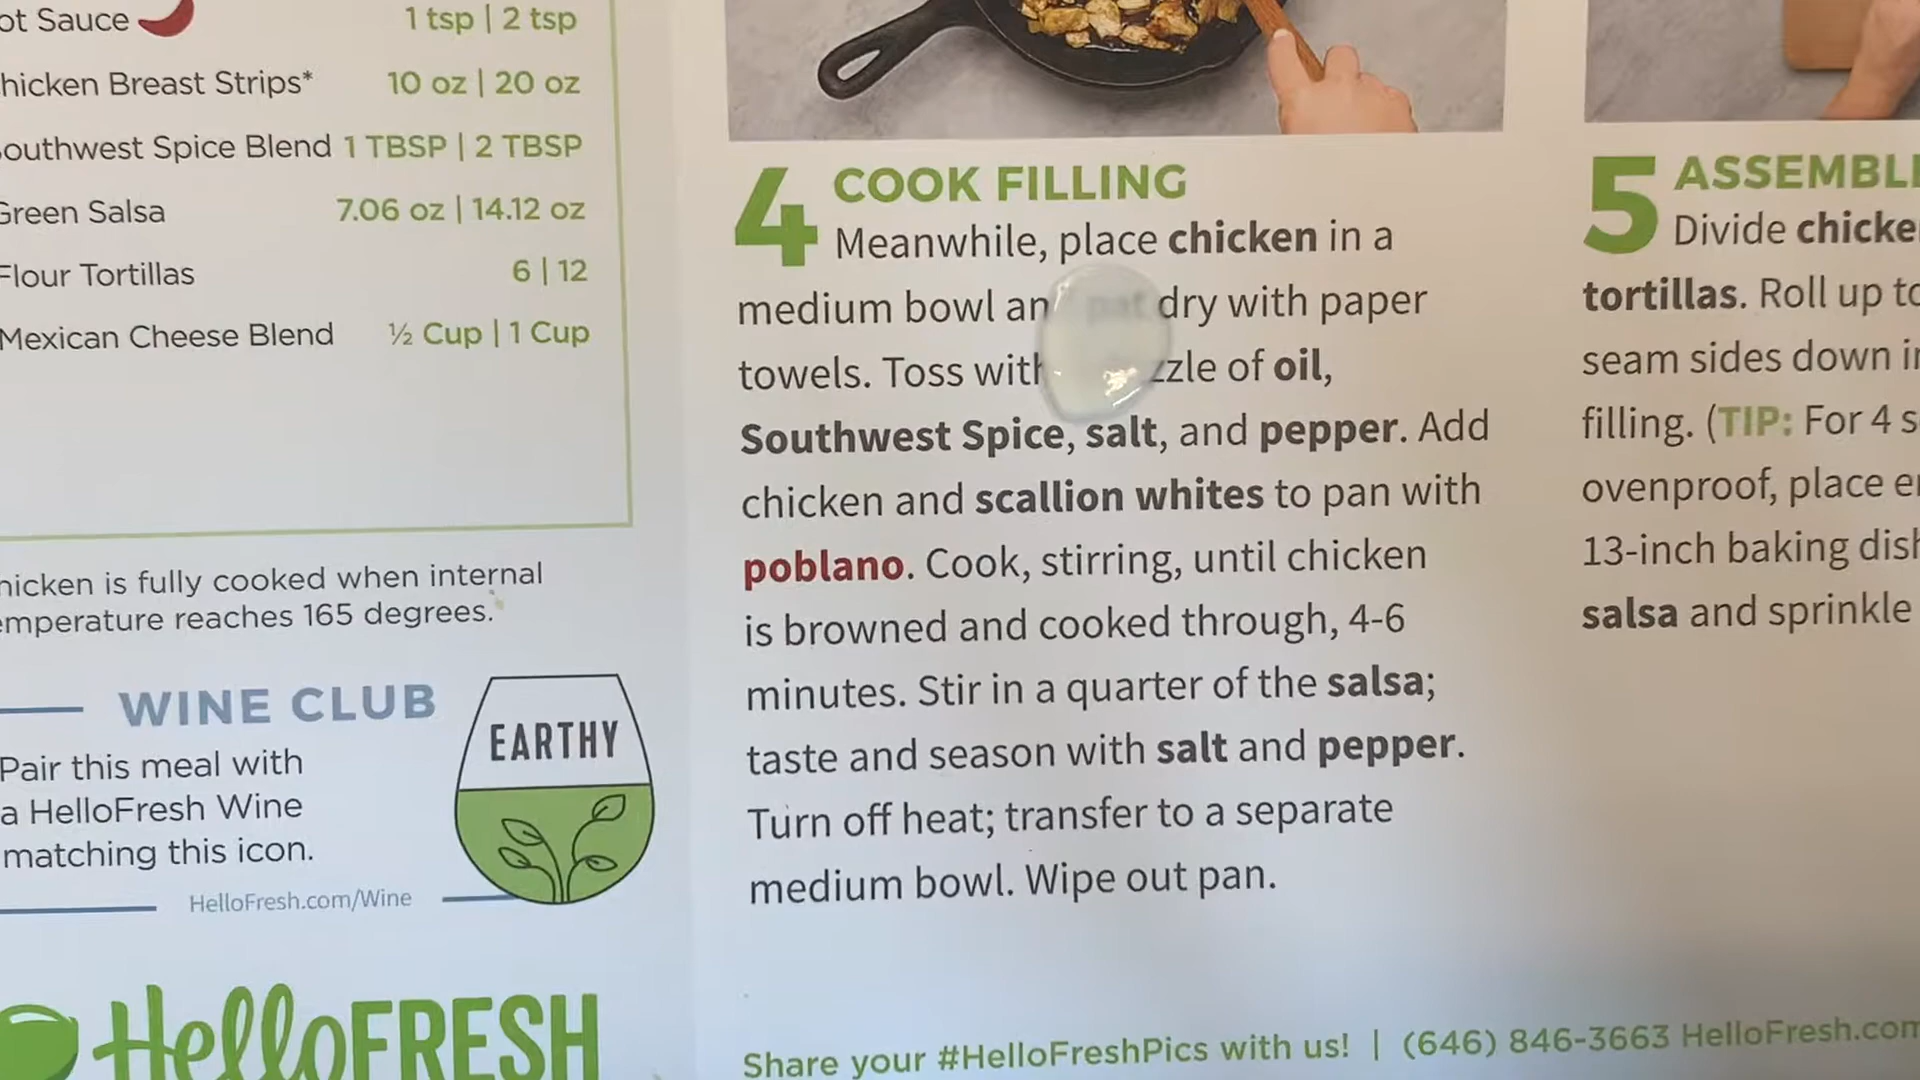 ot Sauce 1 tsp | 2 tsp
hicken Breast Strips* 10 oz | 20 oz
outhwest Spice Blend 1 TBSP | 2 TBSP
Green Salsa 7.06 oz | 14.12 oz
Flour Tortillas 6 | 12
Mexican Cheese Blend ½ Cup | 1 Cup
hicken is fully cooked when internal
emperature reaches 165 degrees.
WINE CLUB
Pair this meal with
a HelloFresh Wine
matching this icon.
HelloFresh.com/Wine
EARTHY
HelloFRESH
4 COOK FILLING
Meanwhile, place chicken in a
medium bowl an pat dry with paper
towels. Toss with zzle of oil,
Southwest Spice, salt, and pepper. Add
chicken and scallion whites to pan with
poblano. Cook, stirring, until chicken
is browned and cooked through, 4-6
minutes. Stir in a quarter of the salsa;
taste and season with salt and pepper.
Turn off heat; transfer to a separate
medium bowl. Wipe out pan.
5 ASSEMBL
Divide chicke
tortillas. Roll up to
seam sides down in
filling. (TIP: For 4 s
ovenproof, place e
13-inch baking dish
salsa and sprinkle
Share your #HelloFreshPics with us! | (646) 846-3663 HelloFresh.com